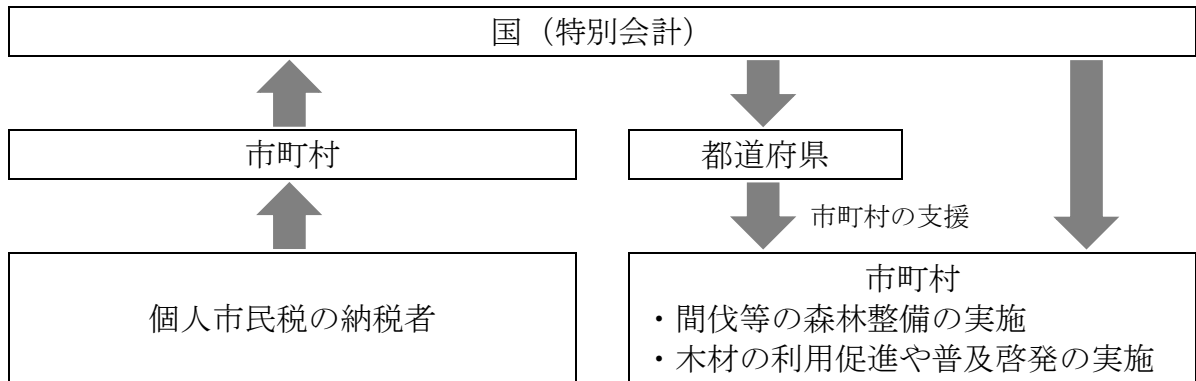 国（特別会計）
市町村
都道府県
市町村の支援
個人市民税の納税者
市町村
・間伐等の森林整備の実施
・木材の利用促進や普及啓発の実施